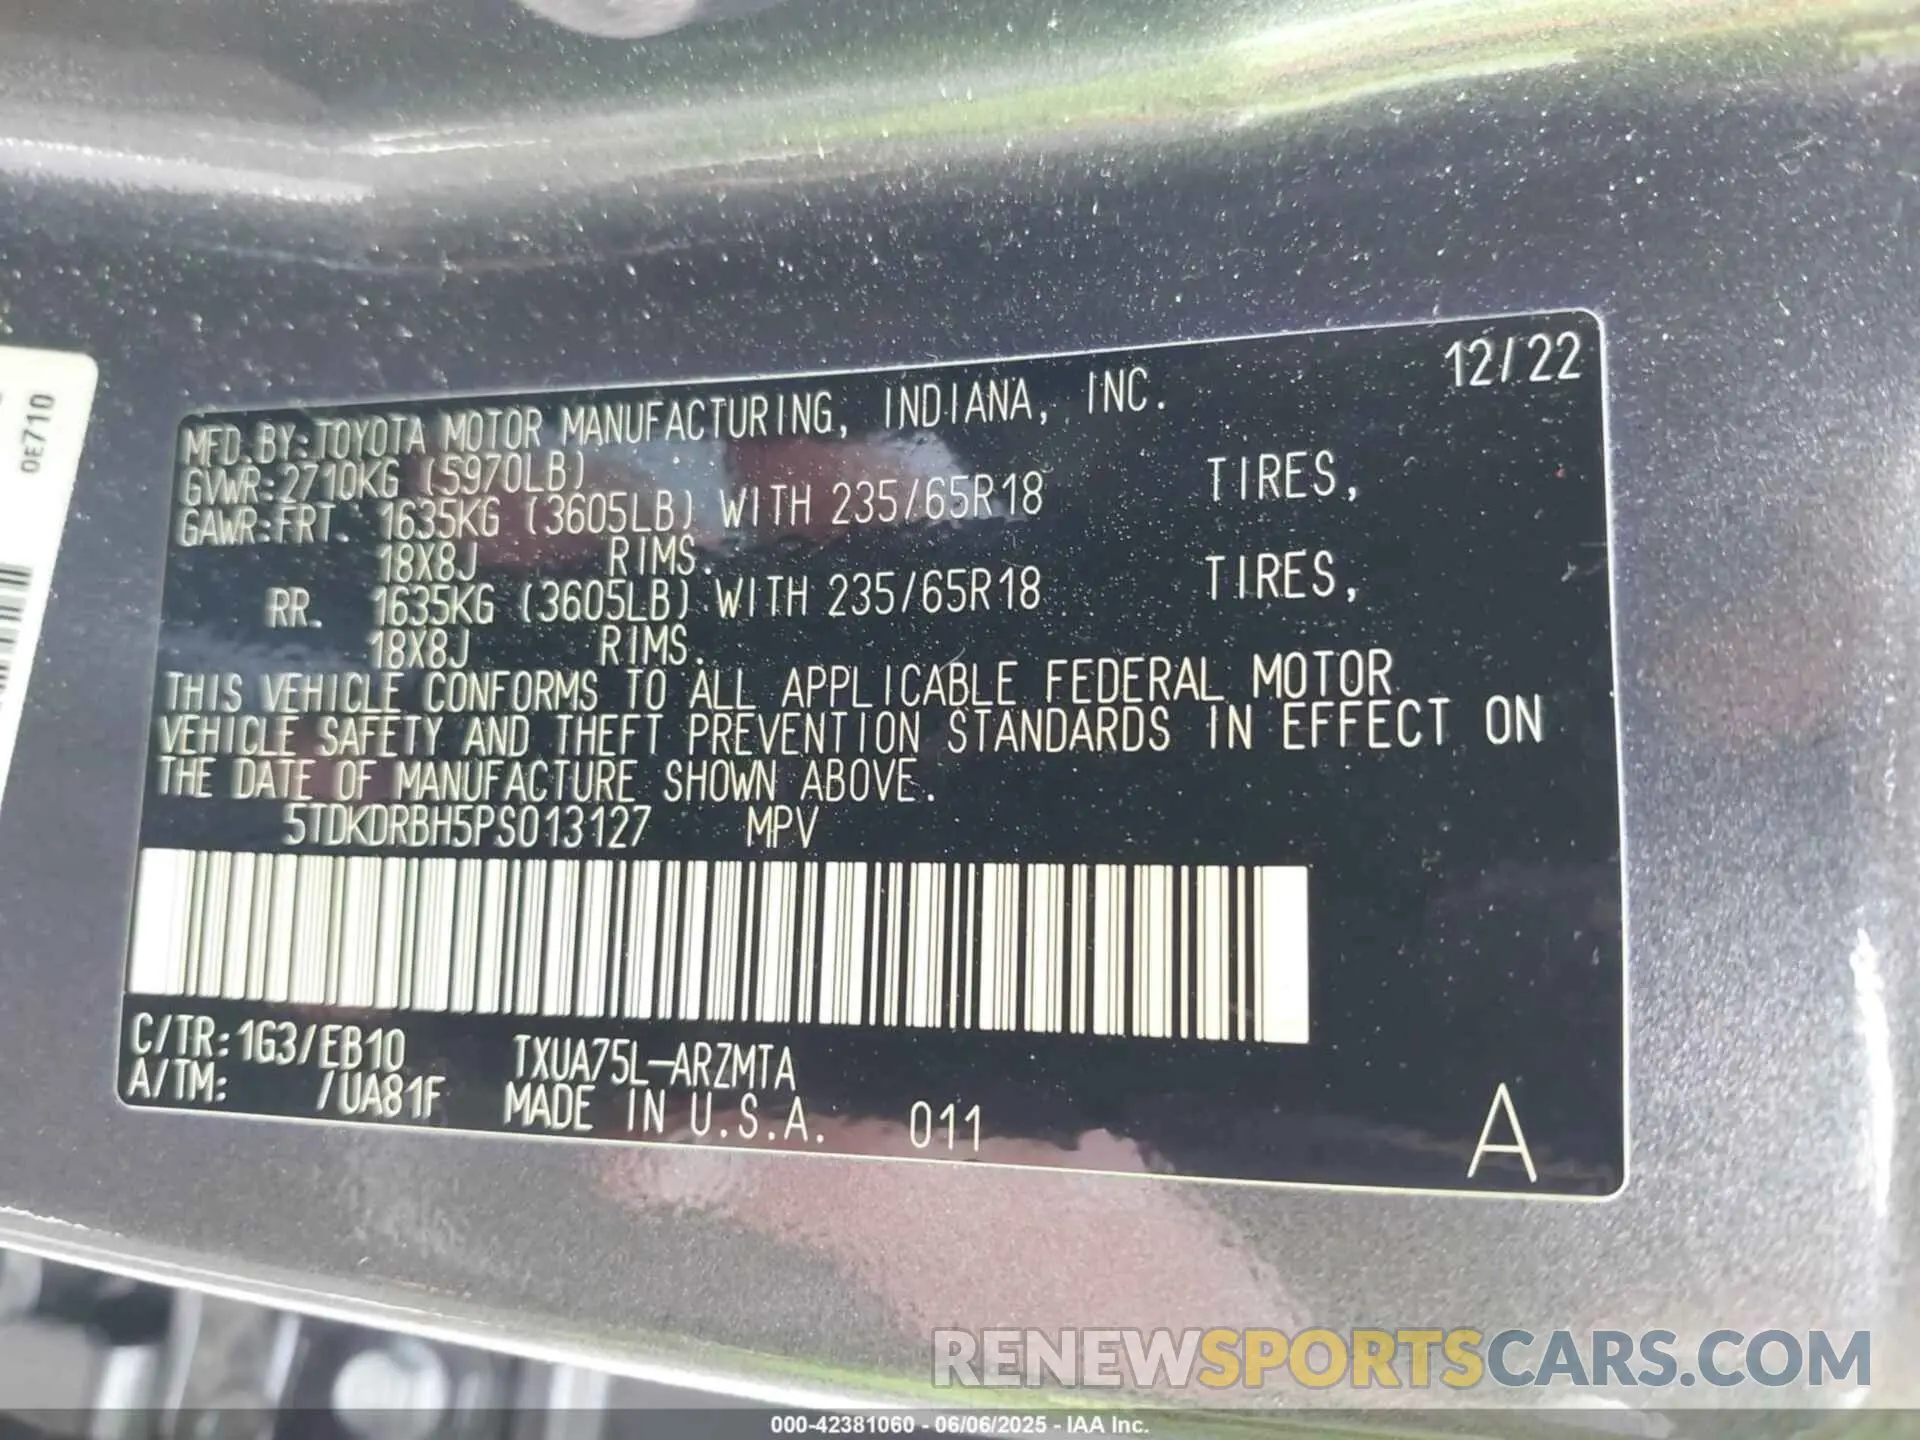 12/22
MFD.BY:TOYOTA MOTOR MANUFACTURING, INDIANA, INC.
GVWR:2710KG (5970LB)
GAWR:FRT. 1635KG (3605LB) WITH 235/65R18 TIRES,
18X8J RIMS.
RR. 1635KG (3605LB) WITH 235/65R18 TIRES,
18X8J RIMS.
THIS VEHICLE CONFORMS TO ALL APPLICABLE FEDERAL MOTOR
VEHICLE SAFETY AND THEFT PREVENTION STANDARDS IN EFFECT ON
THE DATE OF MANUFACTURE SHOWN ABOVE.
5TDKDRBH5PS013127 MPV
C/TR:1G3/EB10 TXUA75L-ARZMTA
A/TM: /UA81F MADE IN U.S.A. 011
A
0E710
RENEWSPORTSCARS.COM
000-42381060 - 06/06/2025 - IAA Inc.